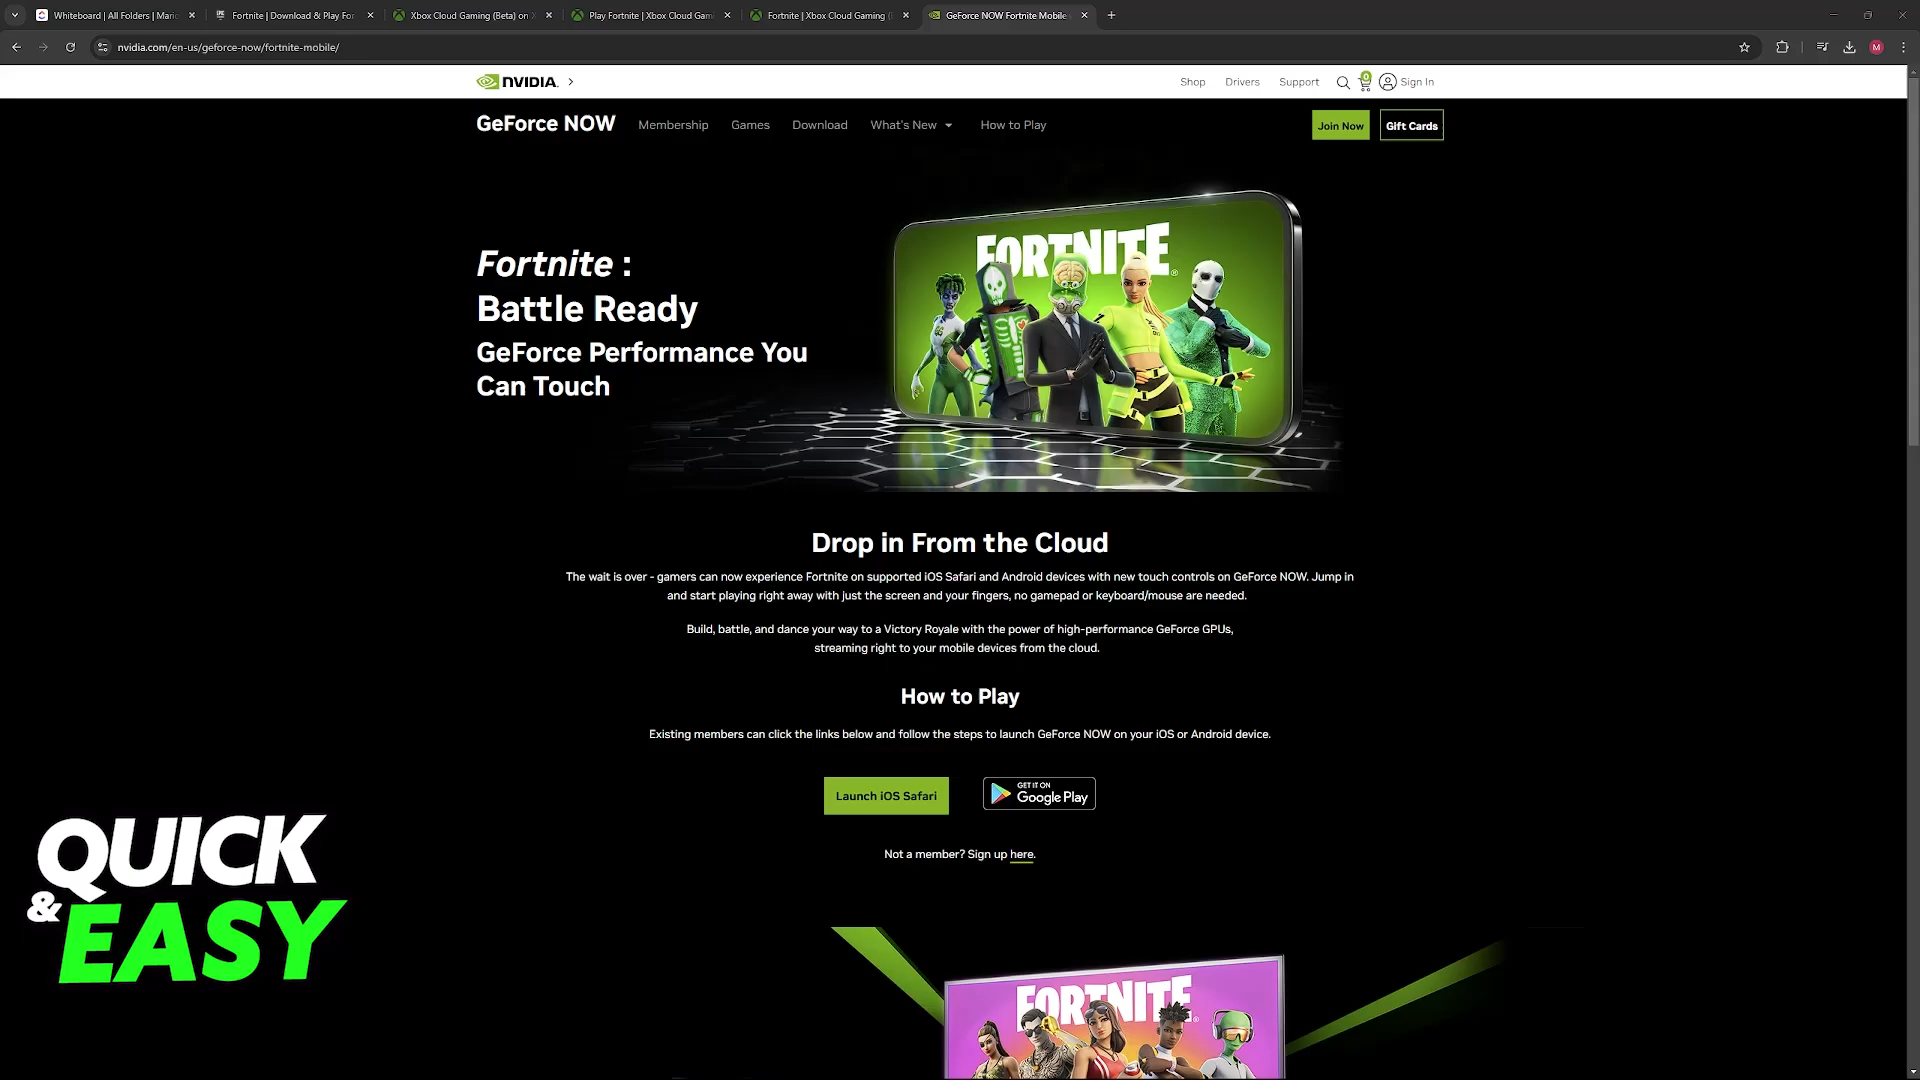 Whiteboard | All Folders | Mari
Fortnite | Download & Play For
Xbox Cloud Gaming (Beta) on
Play Fortnite | Xbox Cloud Gam
Fortnite | Xbox Cloud Gaming (
GeForce NOW Fortnite Mobile
nvidia.com/en-us/geforce-now/fortnite-mobile/
M
NVIDIA.
Shop
Drivers
Support
0
Sign In
GeForce NOW
Membership
Games
Download
What's New
How to Play
Join Now
Gift Cards
Fortnite :
Battle Ready
GeForce Performance You
Can Touch
FORTNITE
Drop in From the Cloud
The wait is over - gamers can now experience Fortnite on supported iOS Safari and Android devices with new touch controls on GeForce NOW. Jump in
and start playing right away with just the screen and your fingers, no gamepad or keyboard/mouse are needed.
Build, battle, and dance your way to a Victory Royale with the power of high-performance GeForce GPUs,
streaming right to your mobile devices from the cloud.
How to Play
Existing members can click the links below and follow the steps to launch GeForce NOW on your iOS or Android device.
Launch iOS Safari
GET IT ON
Google Play
Not a member? Sign up here.
QUICK
&EASY
FORTNITE